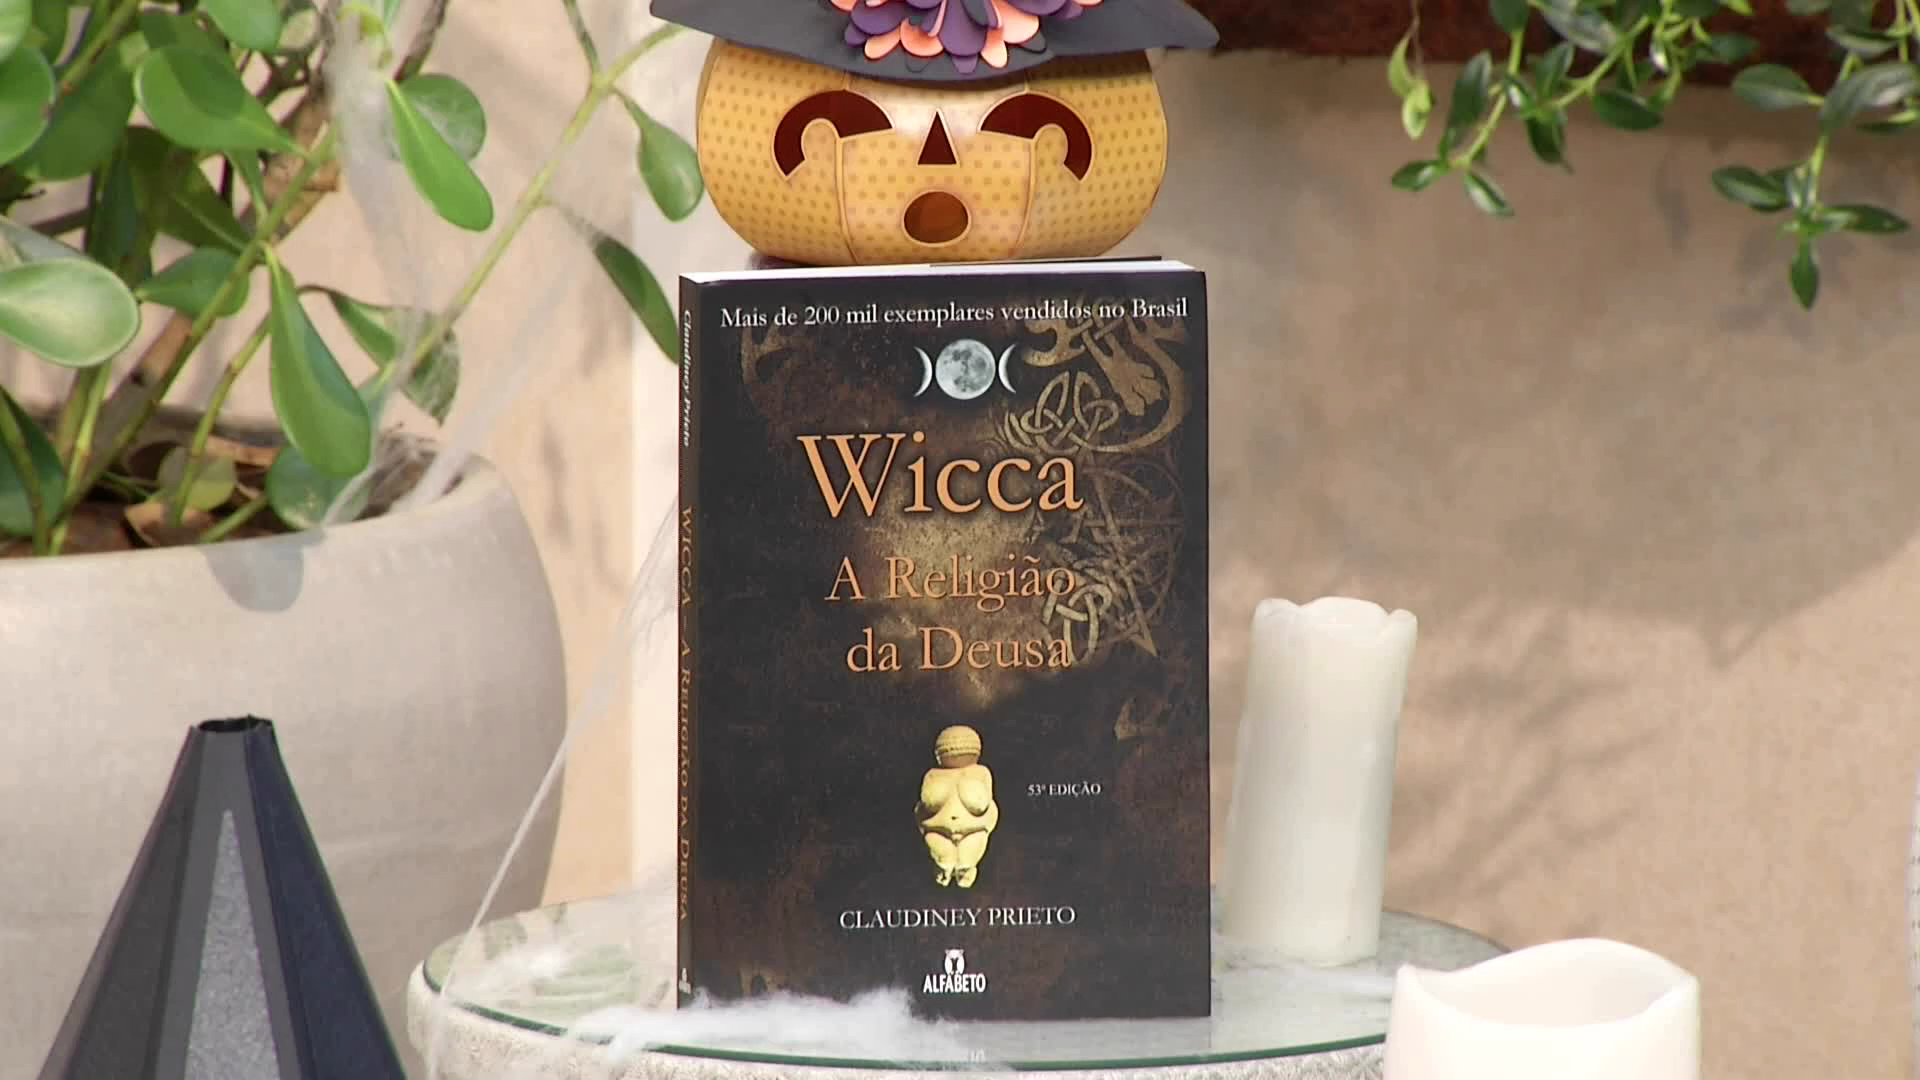 Mais de 200 mil exemplares vendidos no Brasil
Wicca
A Religião
da Deusa
53ª EDIÇÃO
CLAUDINEY PRIETO
ALFABETO
Claudiney Prieto
WICCA – A RELIGIÃO DA DEUSA